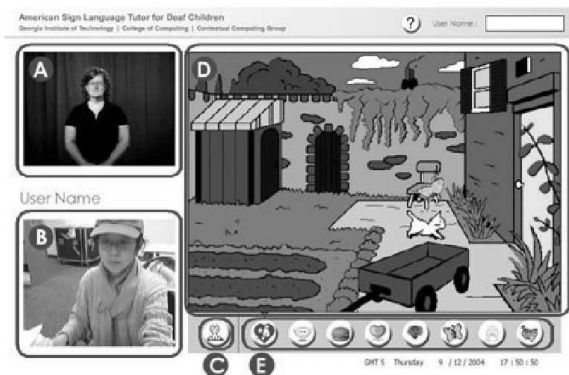 American Sign Language Tutor for Deaf Children
Georgia Institute of Technology | College of Computing | Contextual Computing Group
? User Name :
A
D
User Name
B
C
E
GMT 5 Thursday 9 / 12 / 2004 17 : 50 : 50